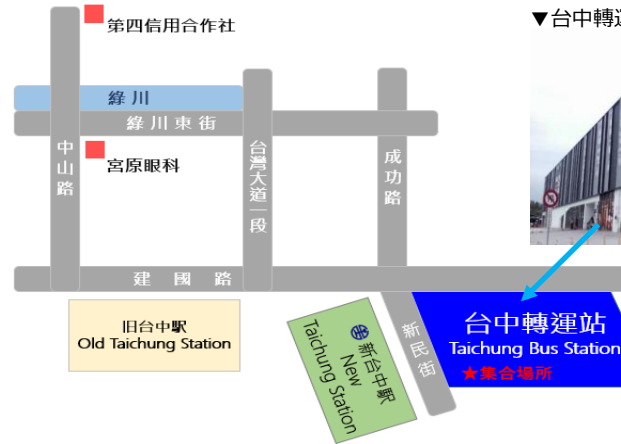 第四信用合作社
▼台中轉運
綠川
綠川東街
中山路
宮原眼科
台灣大道一段
成功路
建國路
旧台中駅
Old Taichung Station
新台中駅
New
Taichung Station
新民街
台中轉運站
Taichung Bus Station
★集合場所